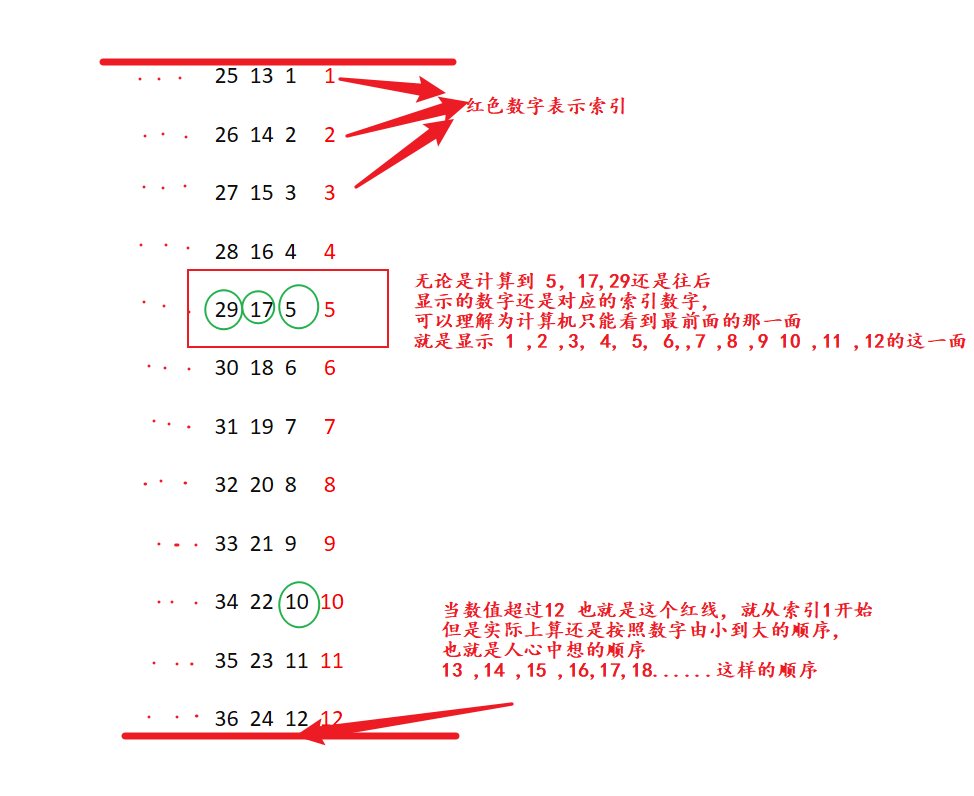 25 13 1 1
红色数字表示索引
26 14 2 2
27 15 3 3
28 16 4 4
无论是计算到 5, 17,29还是往后
显示的数字还是对应的索引数字,
可以理解为计算机只能看到最前面的那一面
就是显示 1 ,2 ,3, 4, 5, 6,,7 ,8 ,9 10 ,11 ,12的这一面
29 17 5 5
30 18 6 6
31 19 7 7
32 20 8 8
33 21 9 9
34 22 10 10
当数值超过12 也就是这个红线, 就从索引1开始
但是实际上算还是按照数字由小到大的顺序,
也就是人心中想的顺序
13 ,14 ,15 ,16,17,18......这样的顺序
35 23 11 11
36 24 12 12